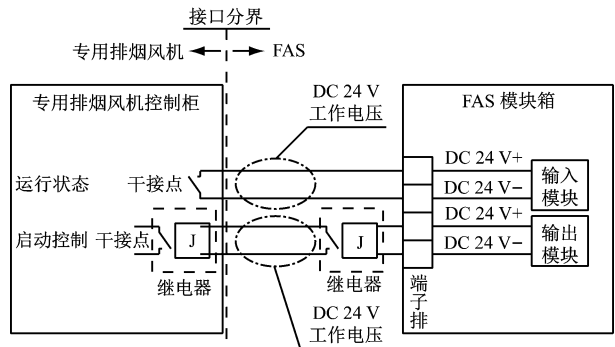 接口分界
专用排烟风机 FAS
DC 24 V
工作电压
专用排烟风机控制柜
FAS 模块箱
运行状态 干接点
DC 24 V+
DC 24 V−
输入
模块
启动控制 干接点 J
J
DC 24 V+
DC 24 V−
输出
模块
继电器
继电器
端子排
DC 24 V
工作电压